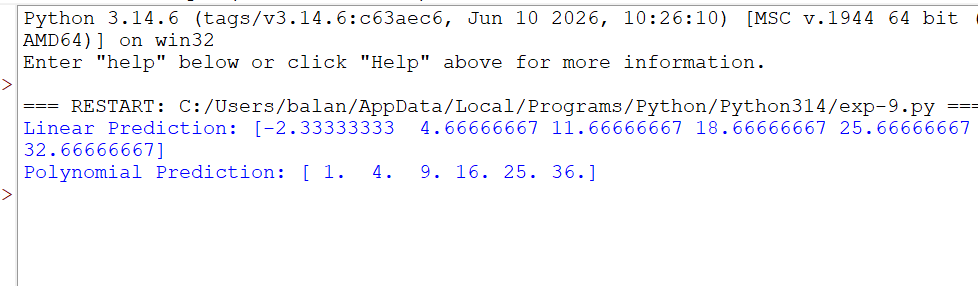 Python 3.14.6 (tags/v3.14.6:c63aec6, Jun 10 2026, 10:26:10) [MSC v.1944 64 bit (
AMD64)] on win32
Enter "help" below or click "Help" above for more information.
>
=== RESTART: C:/Users/balan/AppData/Local/Programs/Python/Python314/exp-9.py ===
Linear Prediction: [-2.33333333  4.66666667 11.66666667 18.66666667 25.66666667
32.66666667]
Polynomial Prediction: [ 1.  4.  9. 16. 25. 36.]
>